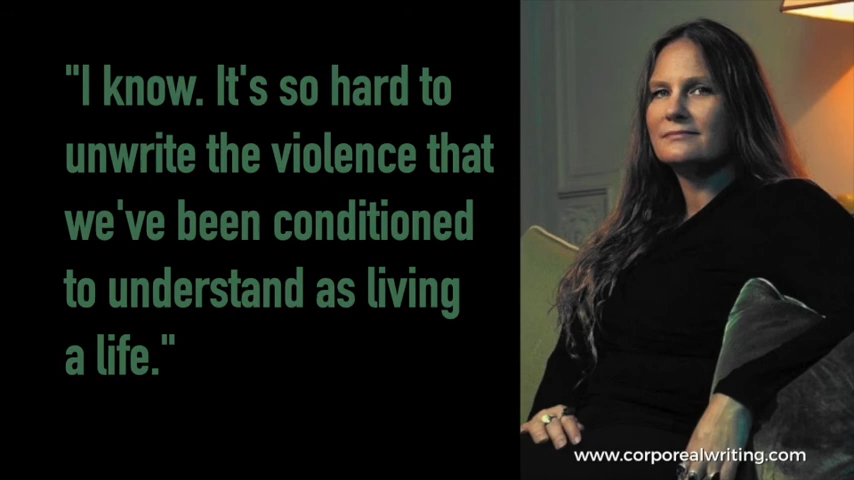 "I know. It's so hard to
unwrite the violence that
we've been conditioned
to understand as living
a life."
www.corporealwriting.com